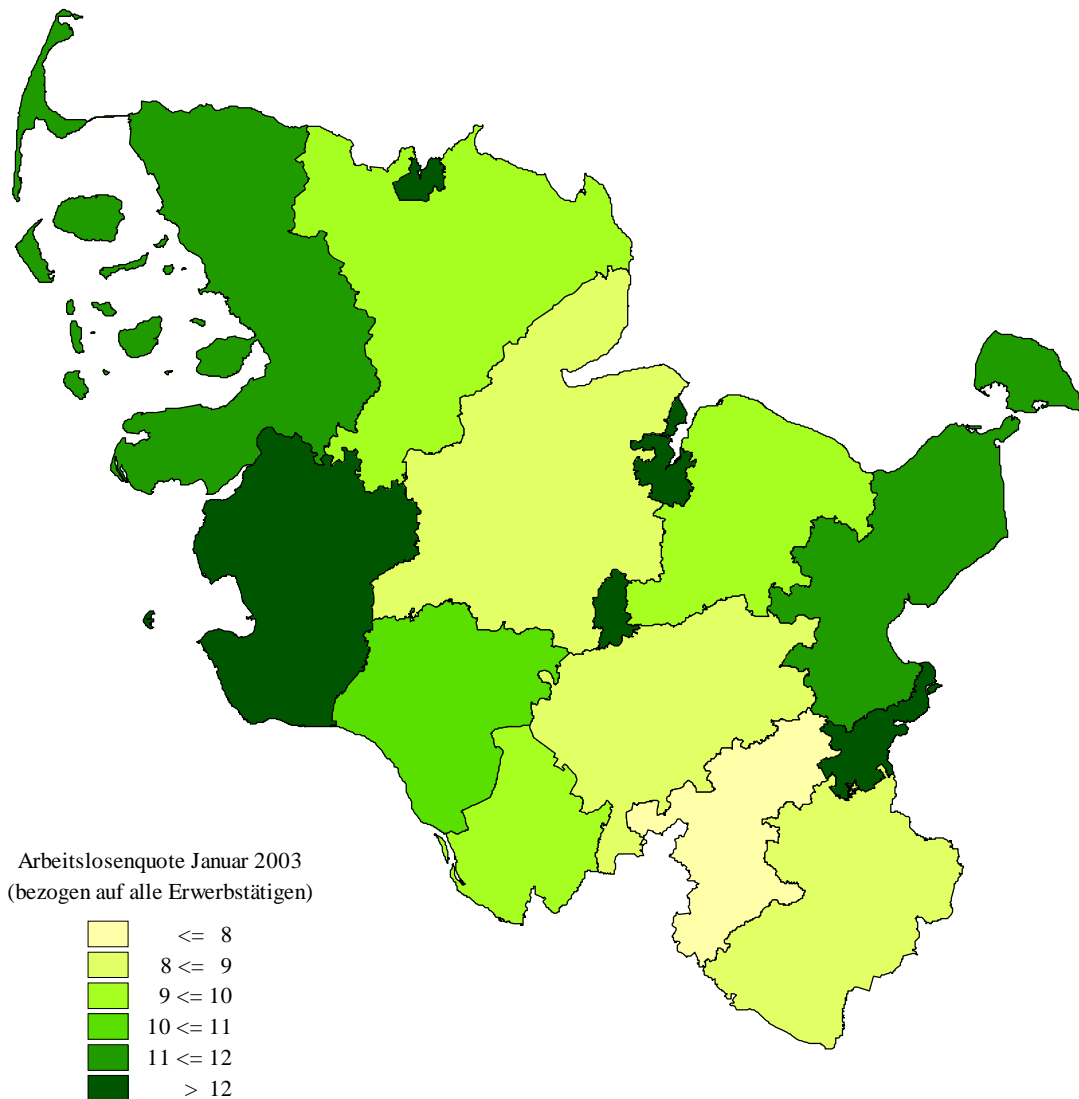 Arbeitslosenquote Januar 2003
(bezogen auf alle Erwerbstätigen)
<= 8
8 <= 9
9 <= 10
10 <= 11
11 <= 12
> 12